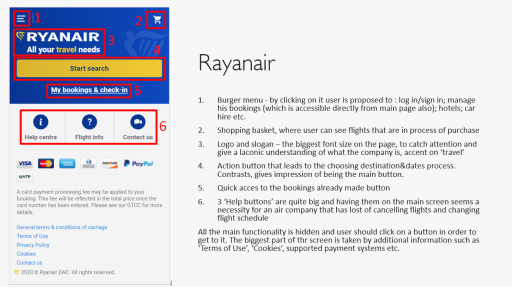 1
2
RYANAIR
3
All your travel needs
4
Start search
My bookings & check-in
5
6
i
Help centre
Flight info
Contact us
VISA
PayPal
UATP
A card payment processing fee may be applied to your
booking. This fee will be reflected in the total price once the
card number has been entered. Please see our GTCC for more
details.
General terms & conditions of carriage
Terms of Use
Privacy Policy
Cookies
Contact us
© 2020 © Ryanair DAC. All rights reserved.
Rayanair
1. Burger menu - by clicking on it user is proposed to : log in/sign in; manage
his bookings (which is accessible directly from main page also); hotels; car
hire etc.
2. Shopping basket, where user can see flights that are in process of purchase
3. Logo and slogan – the biggest font size on the page, to catch attention and
give a laconic understanding of what the company is, accent on ‘travel’
4. Action button that leads to the choosing destination&dates process.
Contrasts, gives impression of being the main button.
5. Quick acces to the bookings already made button
6. 3 ‘Help buttons’ are quite big and having them on the main screen seems a
necessity for an air company that has lost of cancelling flights and changing
flight schedule
All the main functionality is hidden and user should click on a button in order to
get to it. The biggest part of thr screen is taken by additional information such as
‘Terms of Use’, ‘Cookies’, supported payment systems etc.